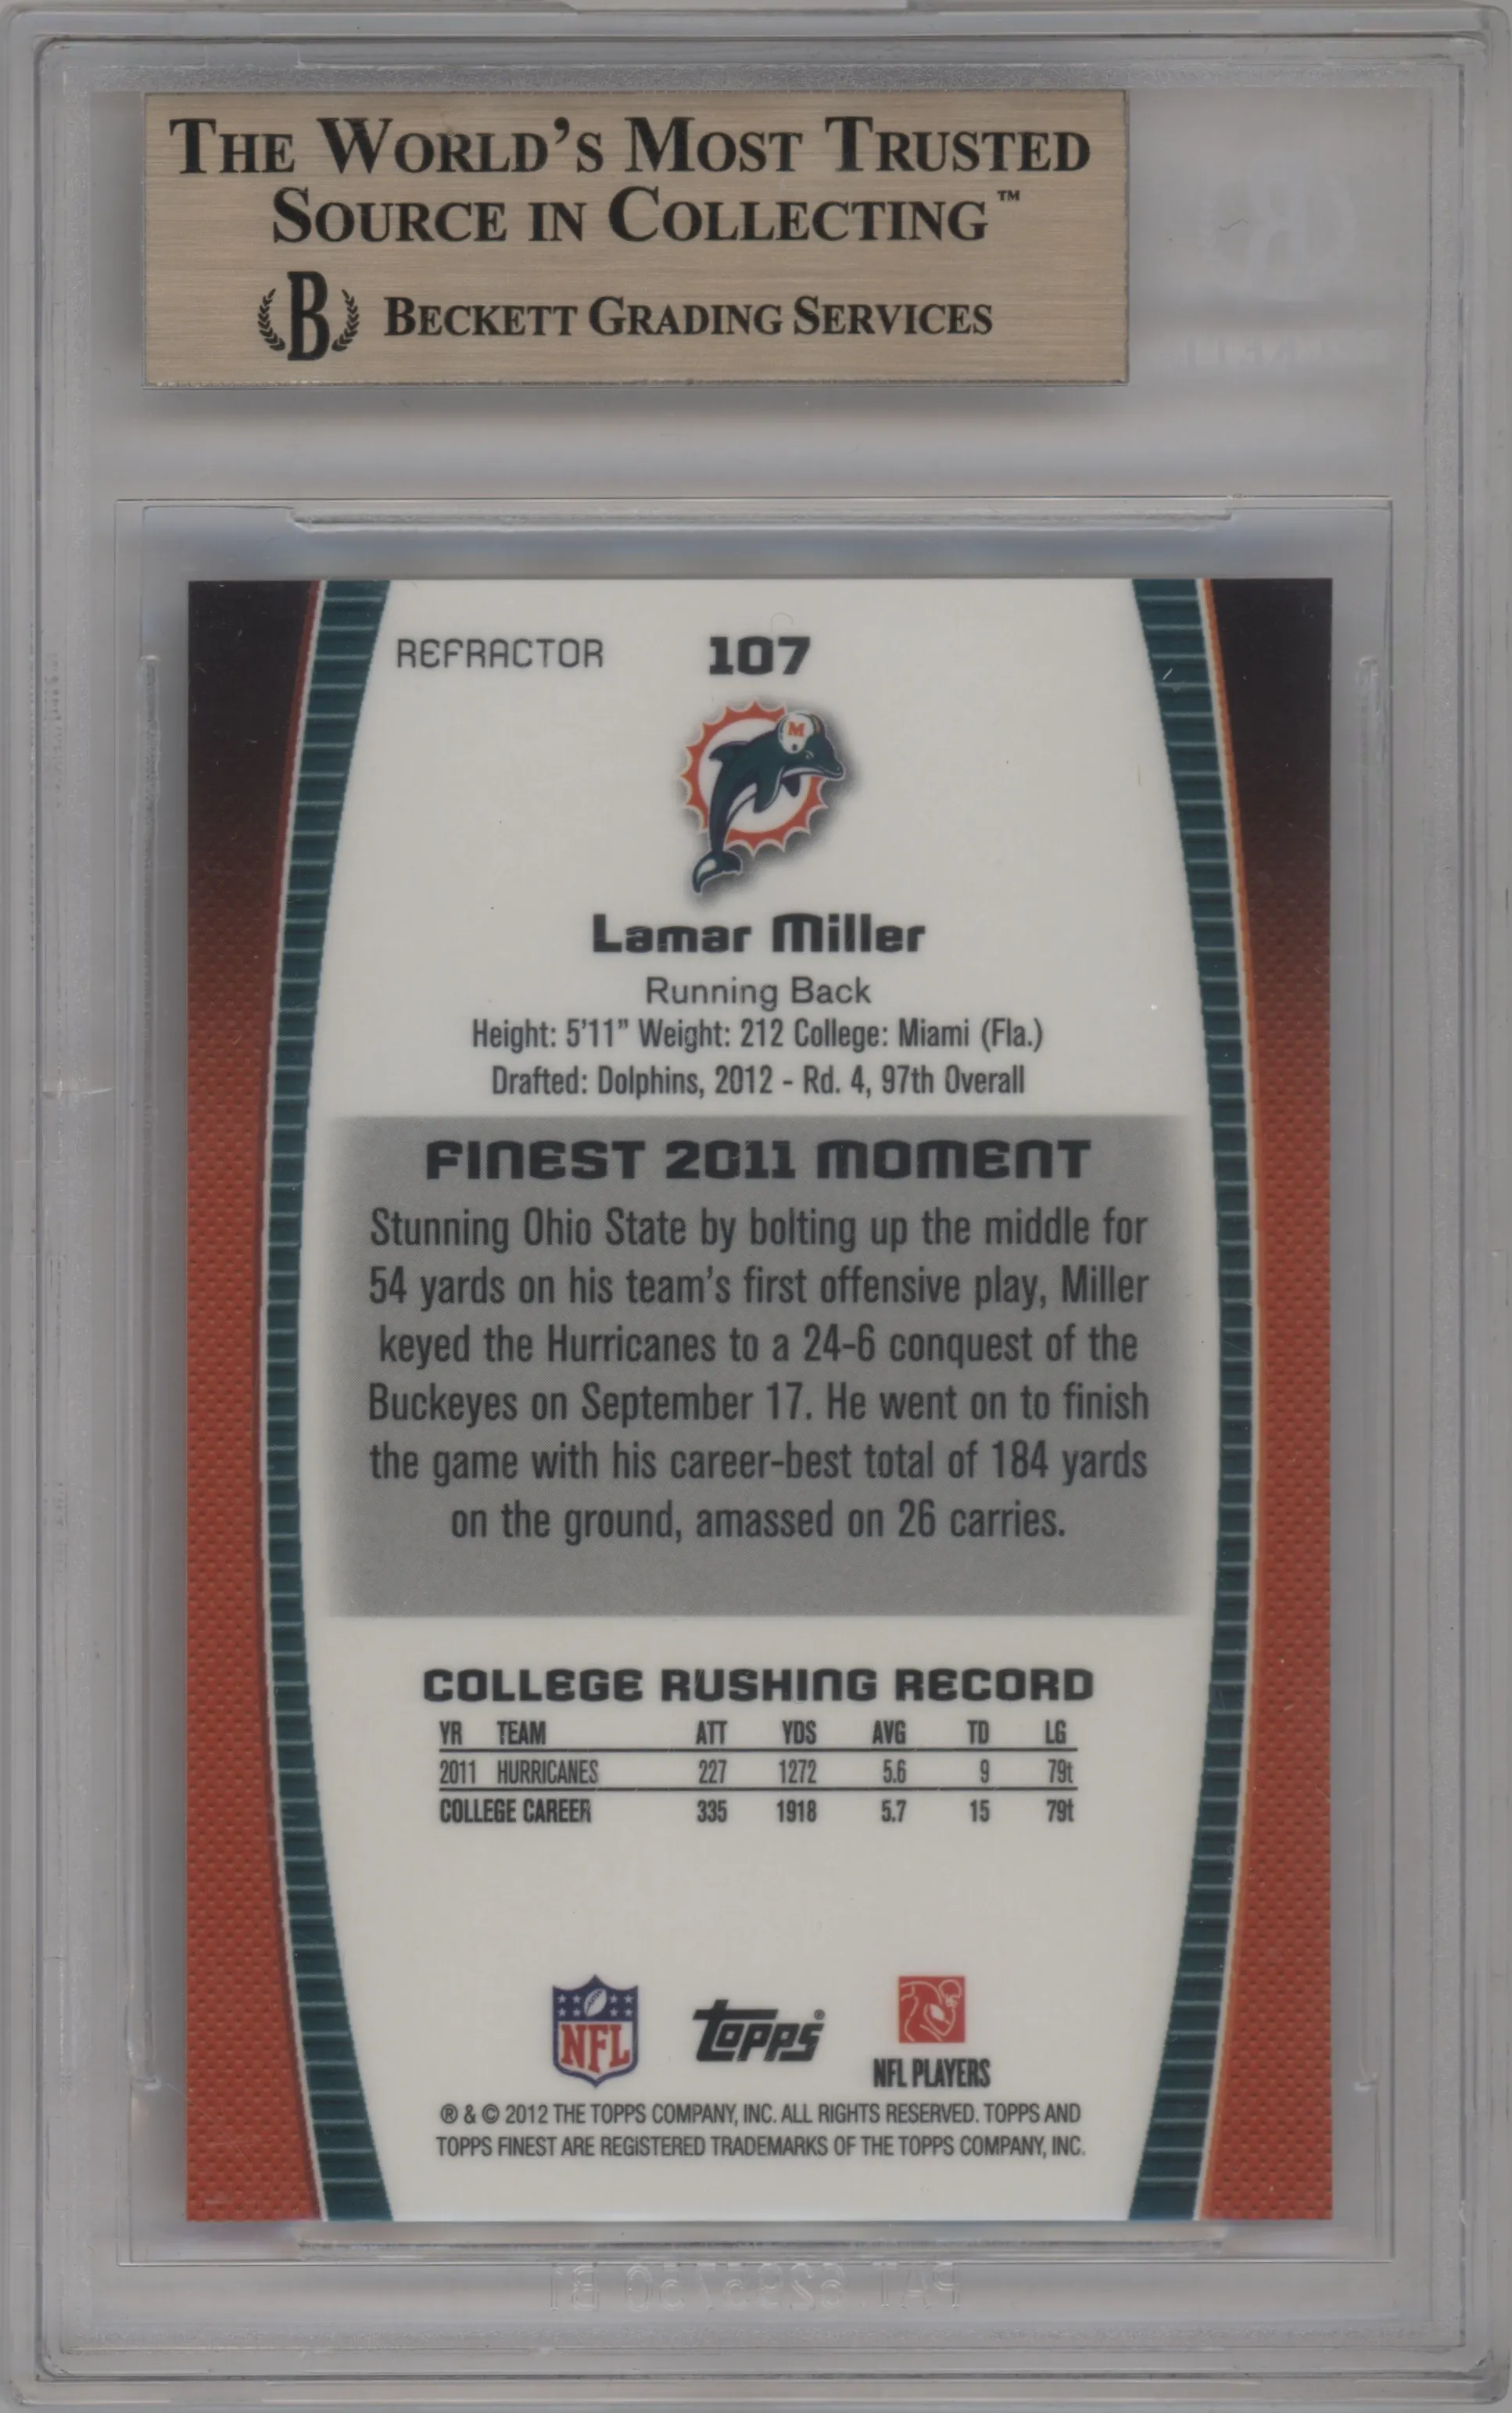 THE WORLD'S MOST TRUSTED
SOURCE IN COLLECTING™
B BECKETT GRADING SERVICES
REFRACTOR 107
M
Lamar Miller
Running Back
Height: 5'11" Weight: 212 College: Miami (Fla.)
Drafted: Dolphins, 2012 - Rd. 4, 97th Overall
FINEST 2011 MOMENT
Stunning Ohio State by bolting up the middle for
54 yards on his team's first offensive play, Miller
keyed the Hurricanes to a 24-6 conquest of the
Buckeyes on September 17. He went on to finish
the game with his career-best total of 184 yards
on the ground, amassed on 26 carries.
COLLEGE RUSHING RECORD
YR TEAM ATT YDS AVG TD LG
2011 HURRICANES 227 1272 5.6 9 79t
COLLEGE CAREER 335 1918 5.7 15 79t
NFL topps® NFL PLAYERS
® & © 2012 THE TOPPS COMPANY, INC. ALL RIGHTS RESERVED. TOPPS AND
TOPPS FINEST ARE REGISTERED TRADEMARKS OF THE TOPPS COMPANY, INC.